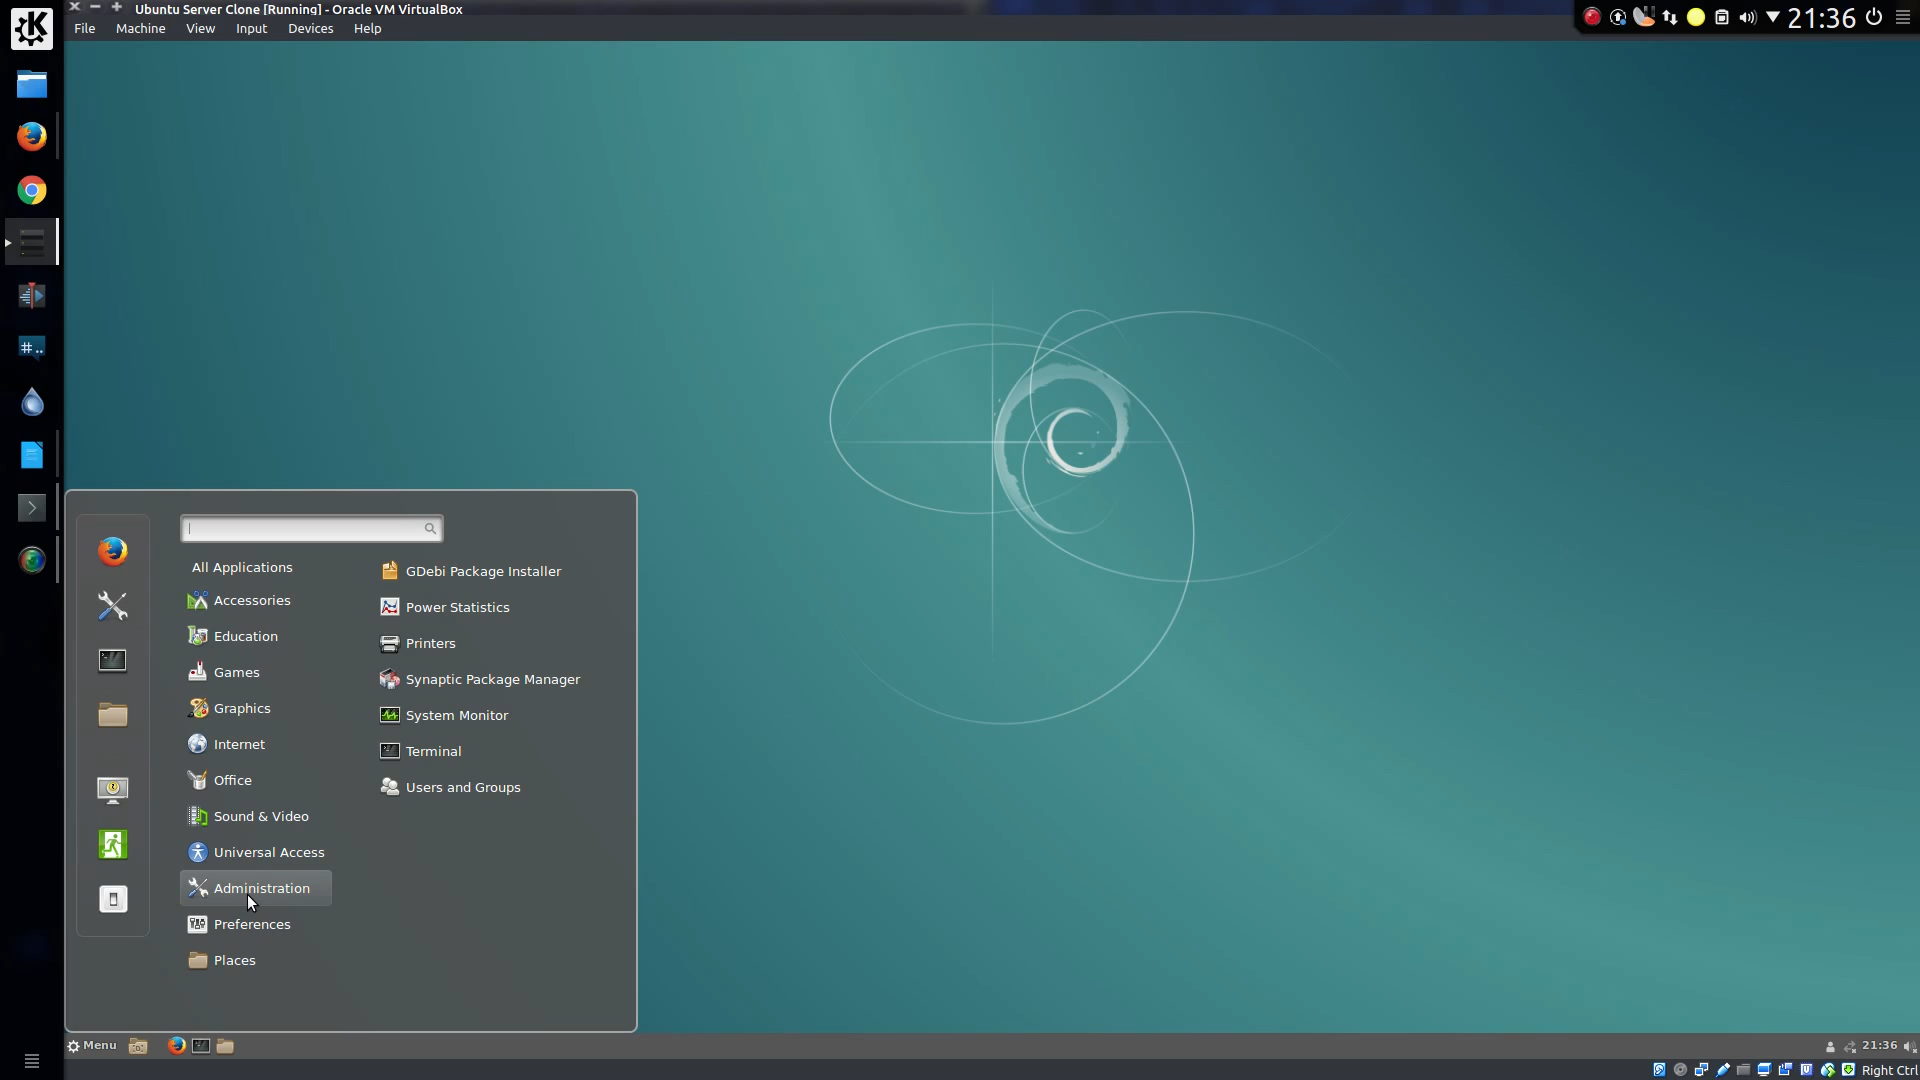 Ubuntu Server Clone [Running] - Oracle VM VirtualBox
File Machine View Input Devices Help
21:36
All Applications
Accessories
Education
Games
Graphics
Internet
Office
Sound & Video
Universal Access
Administration
Preferences
Places
GDebi Package Installer
Power Statistics
Printers
Synaptic Package Manager
System Monitor
Terminal
Users and Groups
Menu
21:36
Right Ctrl